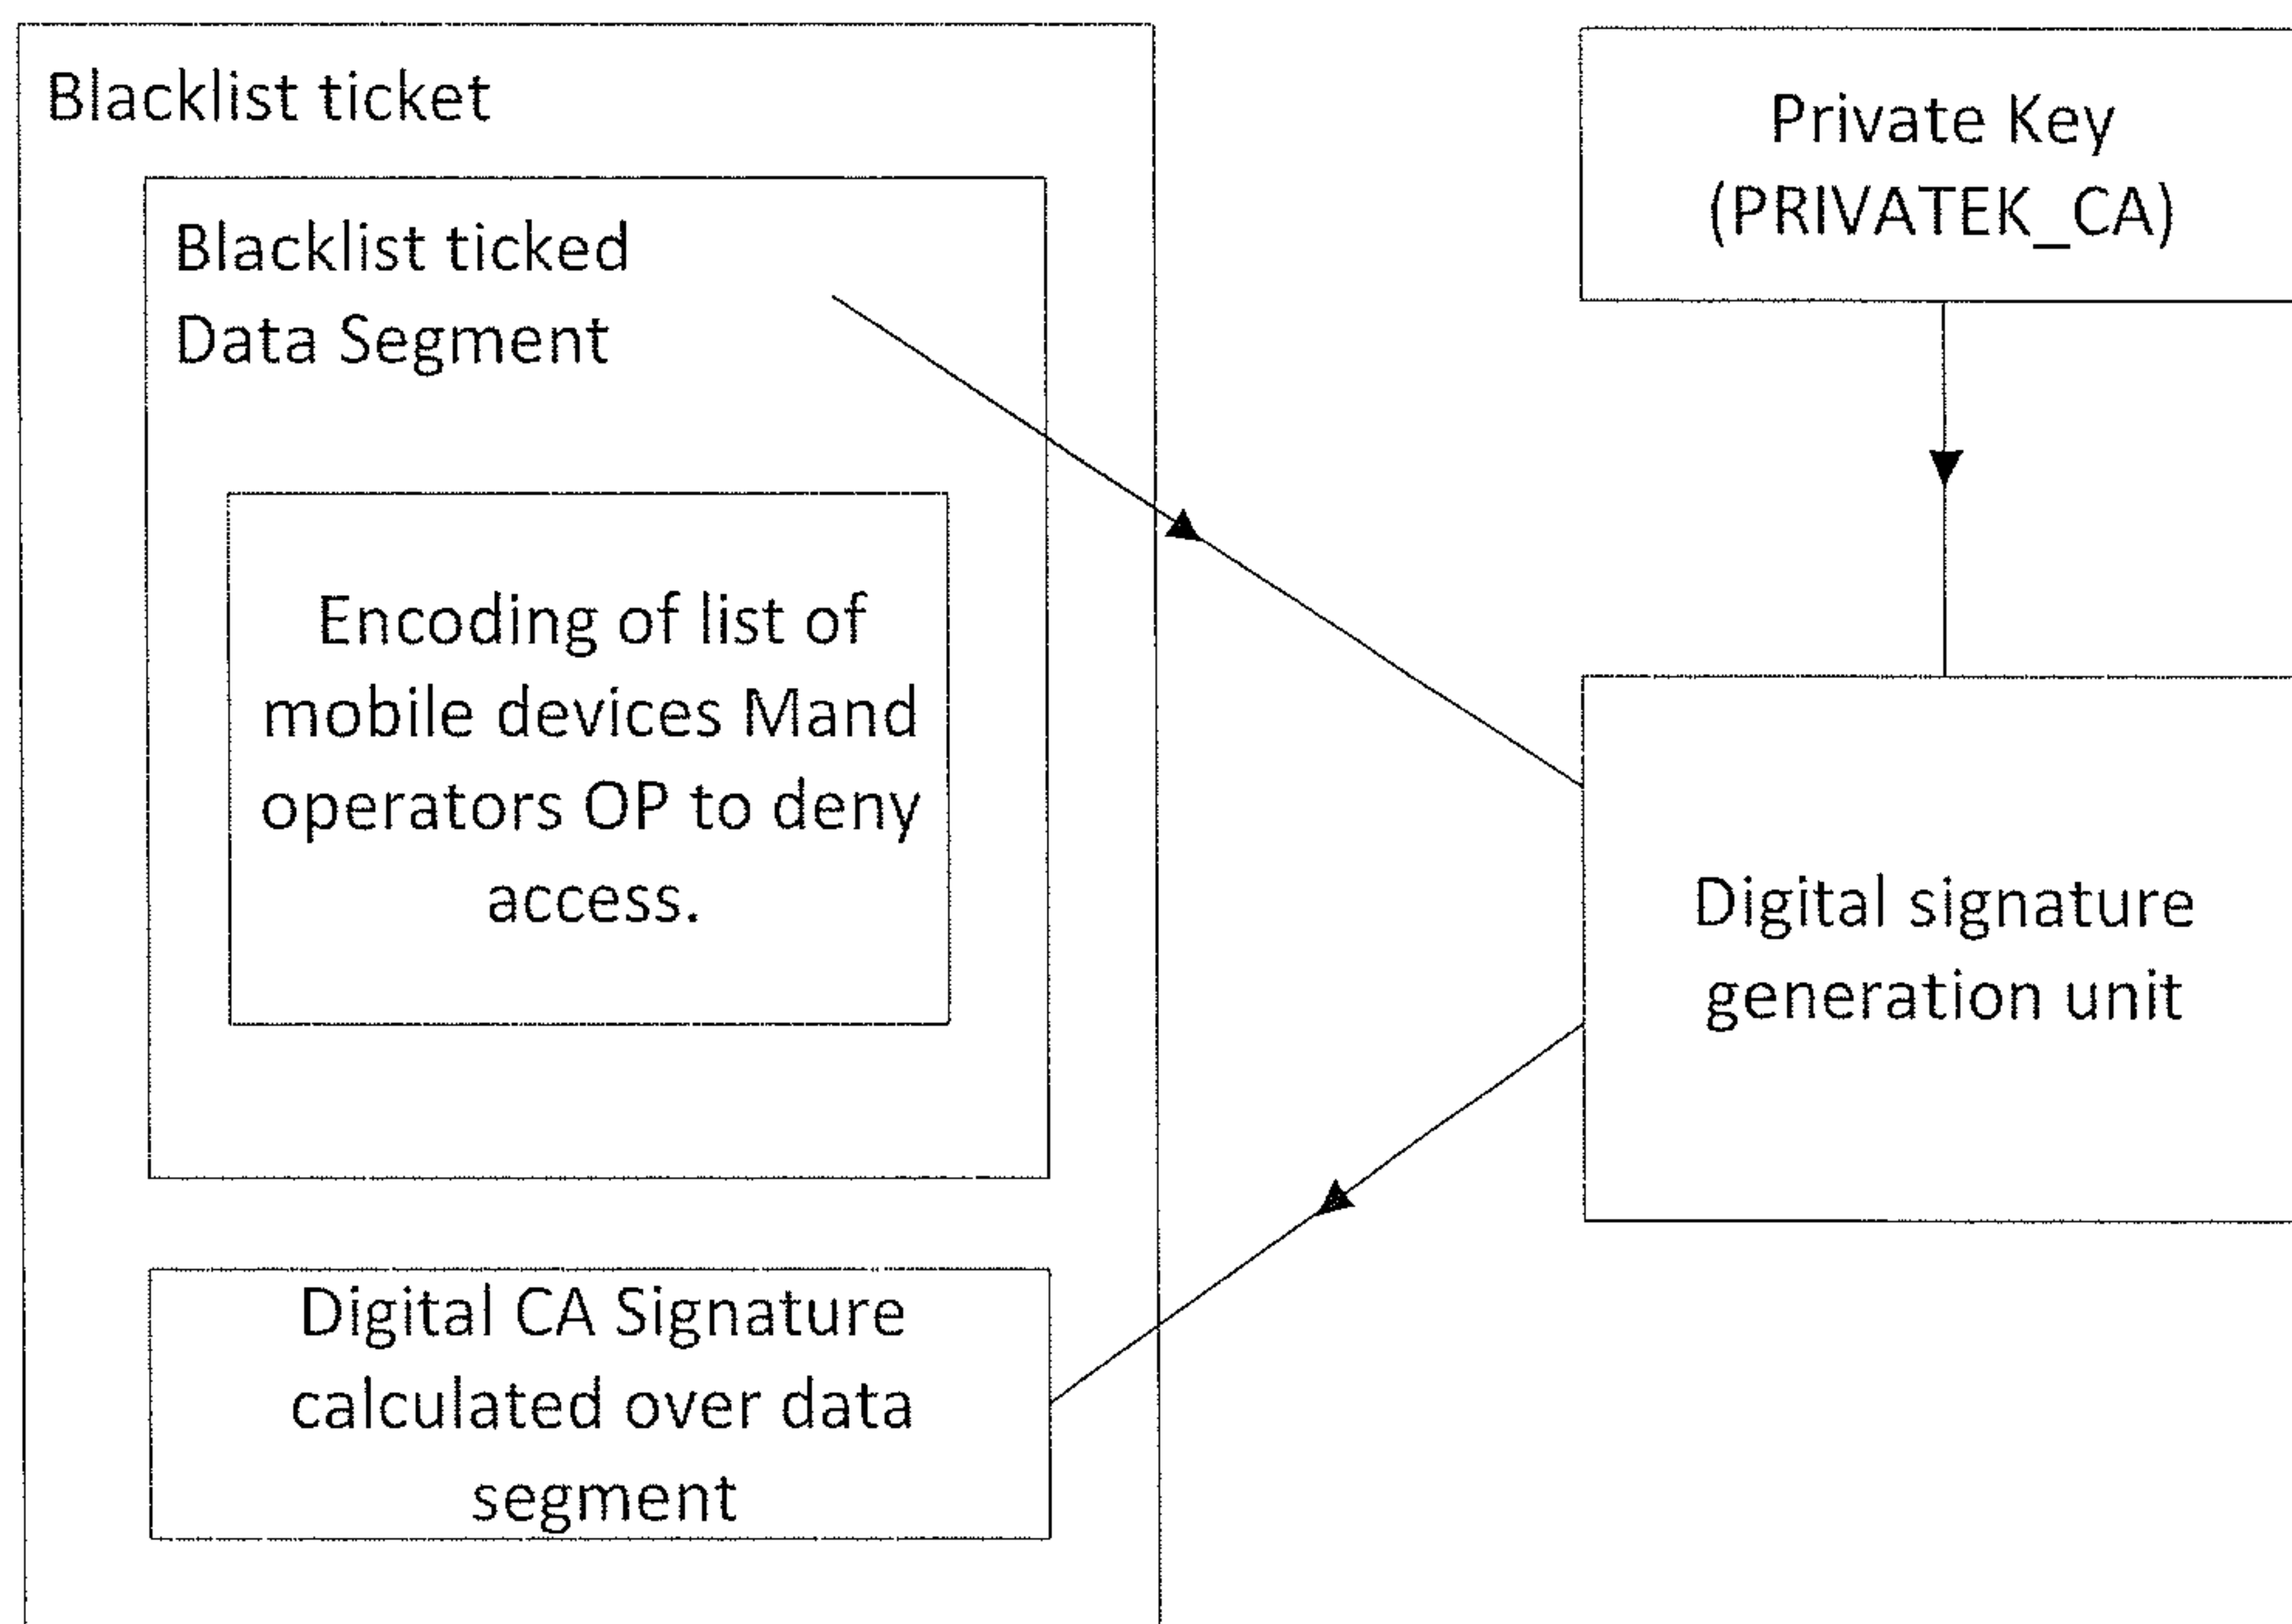 Blacklist ticket
Blacklist ticked
Data Segment
Encoding of list of
mobile devices Mand
operators OP to deny
access.
Digital CA Signature
calculated over data
segment
Private Key
(PRIVATEK_CA)
Digital signature
generation unit